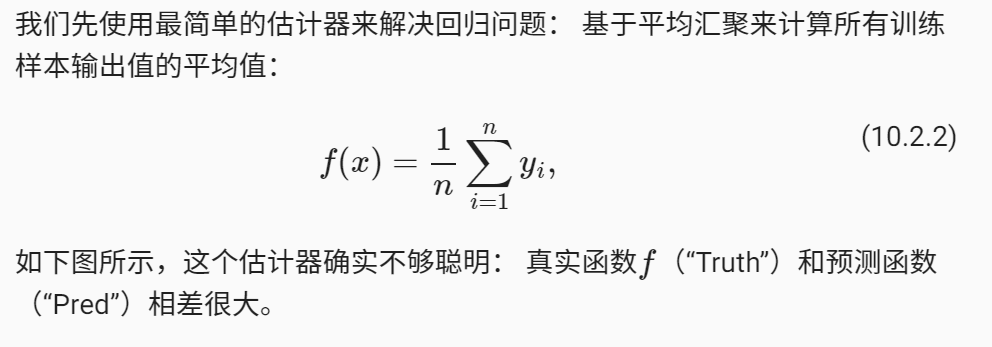 我们先使用最简单的估计器来解决回归问题： 基于平均汇聚来计算所有训练
样本输出值的平均值：
f(x) = \frac{1}{n} \sum_{i=1}^{n} y_i, (10.2.2)
如下图所示，这个估计器确实不够聪明： 真实函数f（“Truth”）和预测函数
（“Pred”）相差很大。